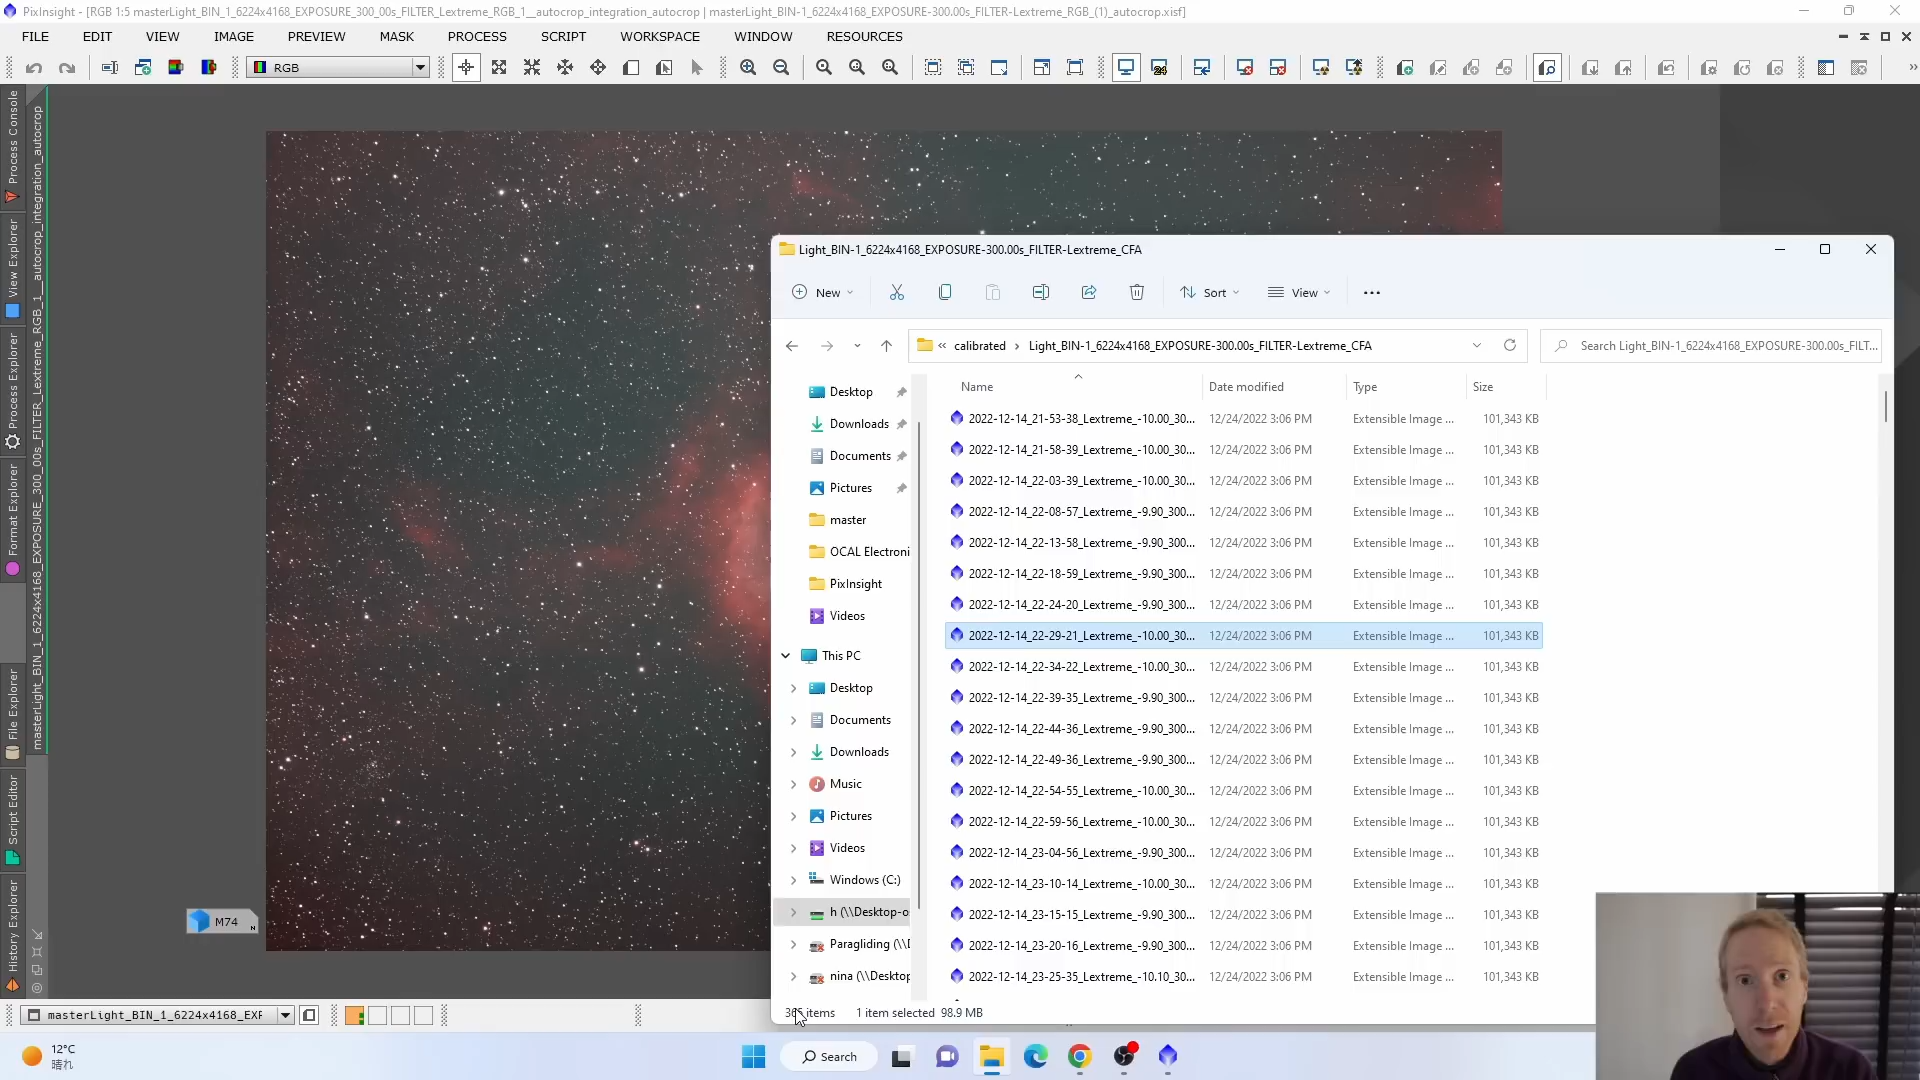 PixInsight - [RGB 1:5 masterLight_BIN_1_6224x4168_EXPOSURE_300_00s_FILTER_Lextreme_RGB_1__autocrop_integration_autocrop | masterLight_BIN-1_6224x4168_EXPOSURE-300.00s_FILTER-Lextreme_RGB_(1)_autocrop.xisf]
FILE EDIT VIEW IMAGE PREVIEW MASK PROCESS SCRIPT WORKSPACE WINDOW RESOURCES
RGB
24
Process Console
View Explorer
Process Explorer
Format Explorer
File Explorer
Script Editor
History Explorer
masterLight_BIN_1_6224x4168_EXPOSURE_300_00s_FILTER_Lextreme_RGB_1__autocrop_integration_autocrop
M74
N
Light_BIN-1_6224x4168_EXPOSURE-300.00s_FILTER-Lextreme_CFA
New Sort View
« calibrated › Light_BIN-1_6224x4168_EXPOSURE-300.00s_FILTER-Lextreme_CFA
Search Light_BIN-1_6224x4168_EXPOSURE-300.00s_FILT...
Desktop
Downloads
Documents
Pictures
master
OCAL Electroni
PixInsight
Videos
This PC
Desktop
Documents
Downloads
Music
Pictures
Videos
Windows (C:)
h (\\Desktop-o
Paragliding (\\D
nina (\\Desktop
Name Date modified Type Size
2022-12-14_21-53-38_Lextreme_-10.00_30... 12/24/2022 3:06 PM Extensible Image ... 101,343 KB
2022-12-14_21-58-39_Lextreme_-10.00_30... 12/24/2022 3:06 PM Extensible Image ... 101,343 KB
2022-12-14_22-03-39_Lextreme_-10.00_30... 12/24/2022 3:06 PM Extensible Image ... 101,343 KB
2022-12-14_22-08-57_Lextreme_-9.90_300... 12/24/2022 3:06 PM Extensible Image ... 101,343 KB
2022-12-14_22-13-58_Lextreme_-9.90_300... 12/24/2022 3:06 PM Extensible Image ... 101,343 KB
2022-12-14_22-18-59_Lextreme_-9.90_300... 12/24/2022 3:06 PM Extensible Image ... 101,343 KB
2022-12-14_22-24-20_Lextreme_-9.90_300... 12/24/2022 3:06 PM Extensible Image ... 101,343 KB
2022-12-14_22-29-21_Lextreme_-10.00_30... 12/24/2022 3:06 PM Extensible Image ... 101,343 KB
2022-12-14_22-34-22_Lextreme_-10.00_30... 12/24/2022 3:06 PM Extensible Image ... 101,343 KB
2022-12-14_22-39-35_Lextreme_-9.90_300... 12/24/2022 3:06 PM Extensible Image ... 101,343 KB
2022-12-14_22-44-36_Lextreme_-9.90_300... 12/24/2022 3:06 PM Extensible Image ... 101,343 KB
2022-12-14_22-49-36_Lextreme_-9.90_300... 12/24/2022 3:06 PM Extensible Image ... 101,343 KB
2022-12-14_22-54-55_Lextreme_-10.00_30... 12/24/2022 3:06 PM Extensible Image ... 101,343 KB
2022-12-14_22-59-56_Lextreme_-10.00_30... 12/24/2022 3:06 PM Extensible Image ... 101,343 KB
2022-12-14_23-04-56_Lextreme_-9.90_300... 12/24/2022 3:06 PM Extensible Image ... 101,343 KB
2022-12-14_23-10-14_Lextreme_-10.00_30... 12/24/2022 3:06 PM Extensible Image ... 101,343 KB
2022-12-14_23-15-15_Lextreme_-9.90_300... 12/24/2022 3:06 PM Extensible Image ... 101,343 KB
2022-12-14_23-20-16_Lextreme_-9.90_300... 12/24/2022 3:06 PM Extensible Image ... 101,343 KB
2022-12-14_23-25-35_Lextreme_-10.10_30... 12/24/2022 3:06 PM Extensible Image ... 101,343 KB
items 1 item selected 98.9 MB
masterLight_BIN_1_6224x4168_EXP
12°C
晴れ
Search